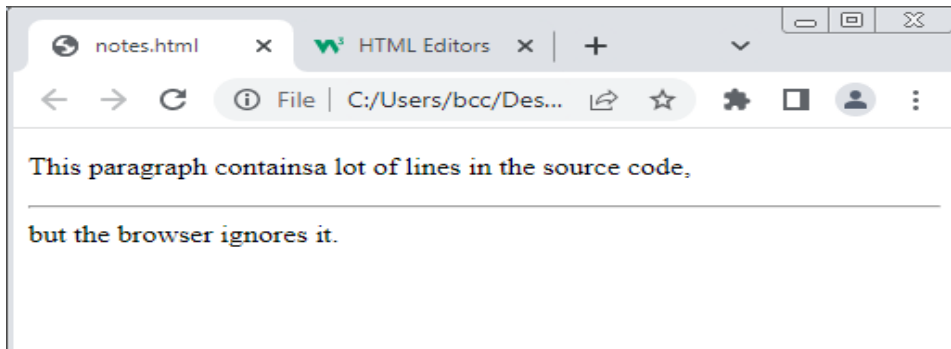 notes.html
W3 HTML Editors
File C:/Users/bcc/Des...
This paragraph containsa lot of lines in the source code,
but the browser ignores it.